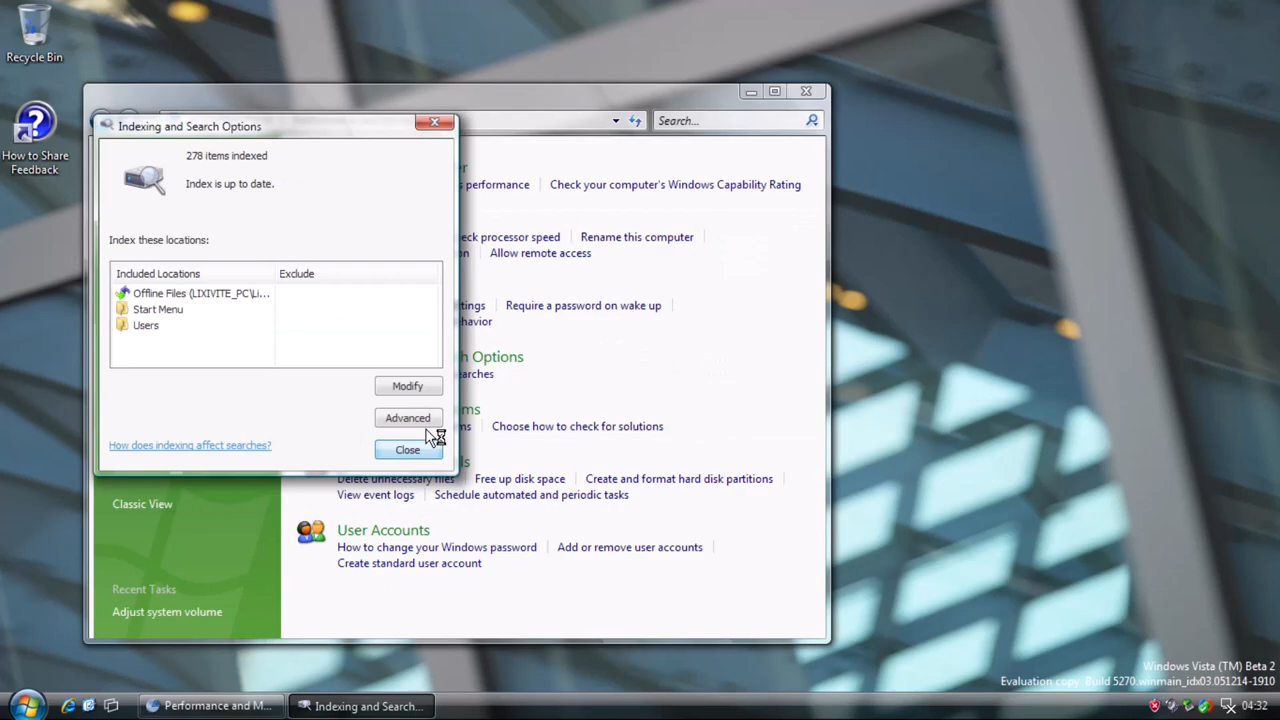 Recycle Bin
How to Share
Feedback
Search...
Indexing and Search Options
278 items indexed
Index is up to date.
Index these locations:
Included Locations
Exclude
Offline Files (LIXIVITE_PC\Li...
Start Menu
Users
Modify
Advanced
How does indexing affect searches?
Close
performance
Check your computer's Windows Capability Rating
eck processor speed
Rename this computer
Allow remote access
Require a password on wake up
h Options
Choose how to check for solutions
Delete unnecessary files
Free up disk space
Create and format hard disk partitions
View event logs
Schedule automated and periodic tasks
User Accounts
How to change your Windows password
Add or remove user accounts
Create standard user account
Classic View
Recent Tasks
Adjust system volume
Windows Vista (TM) Beta 2
Evaluation copy. Build 5270.winmain_idx03.051214-1910
Performance and M...
Indexing and Search...
04:32